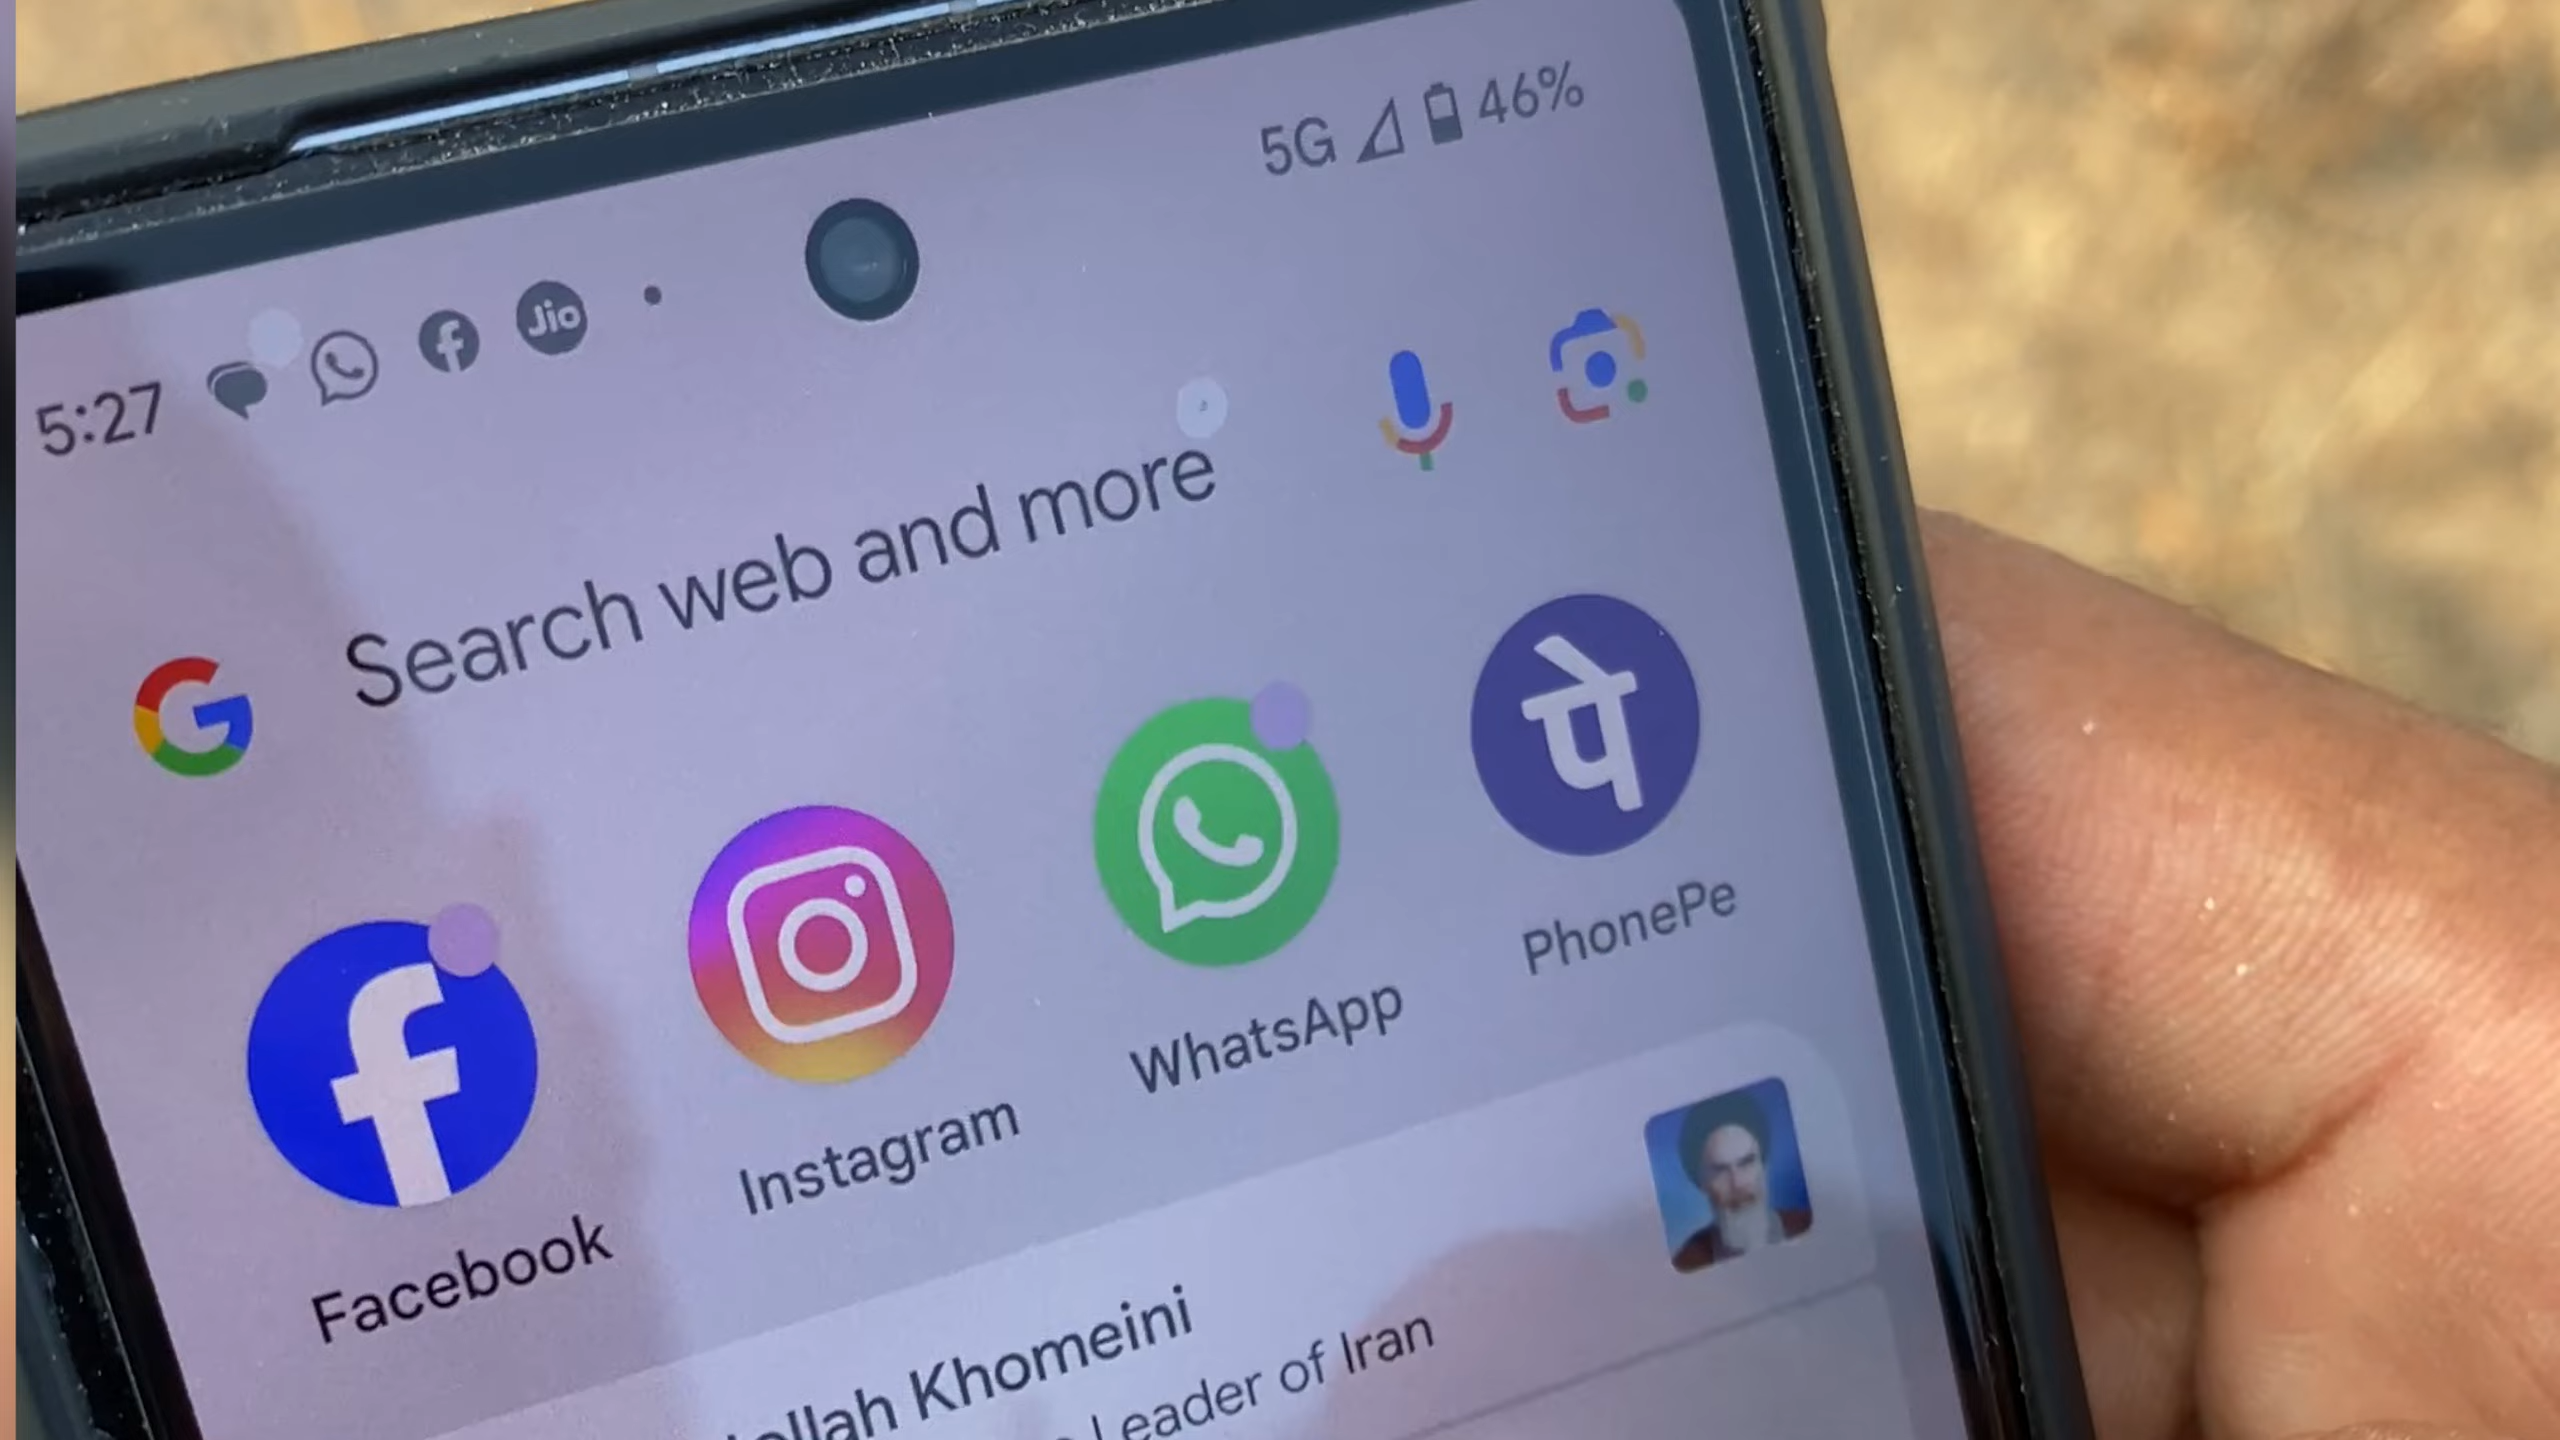 5G 46%
5:27 Jio
Search web and more
पे
PhonePe
WhatsApp
Instagram
Facebook
Khomeini
Leader of Iran